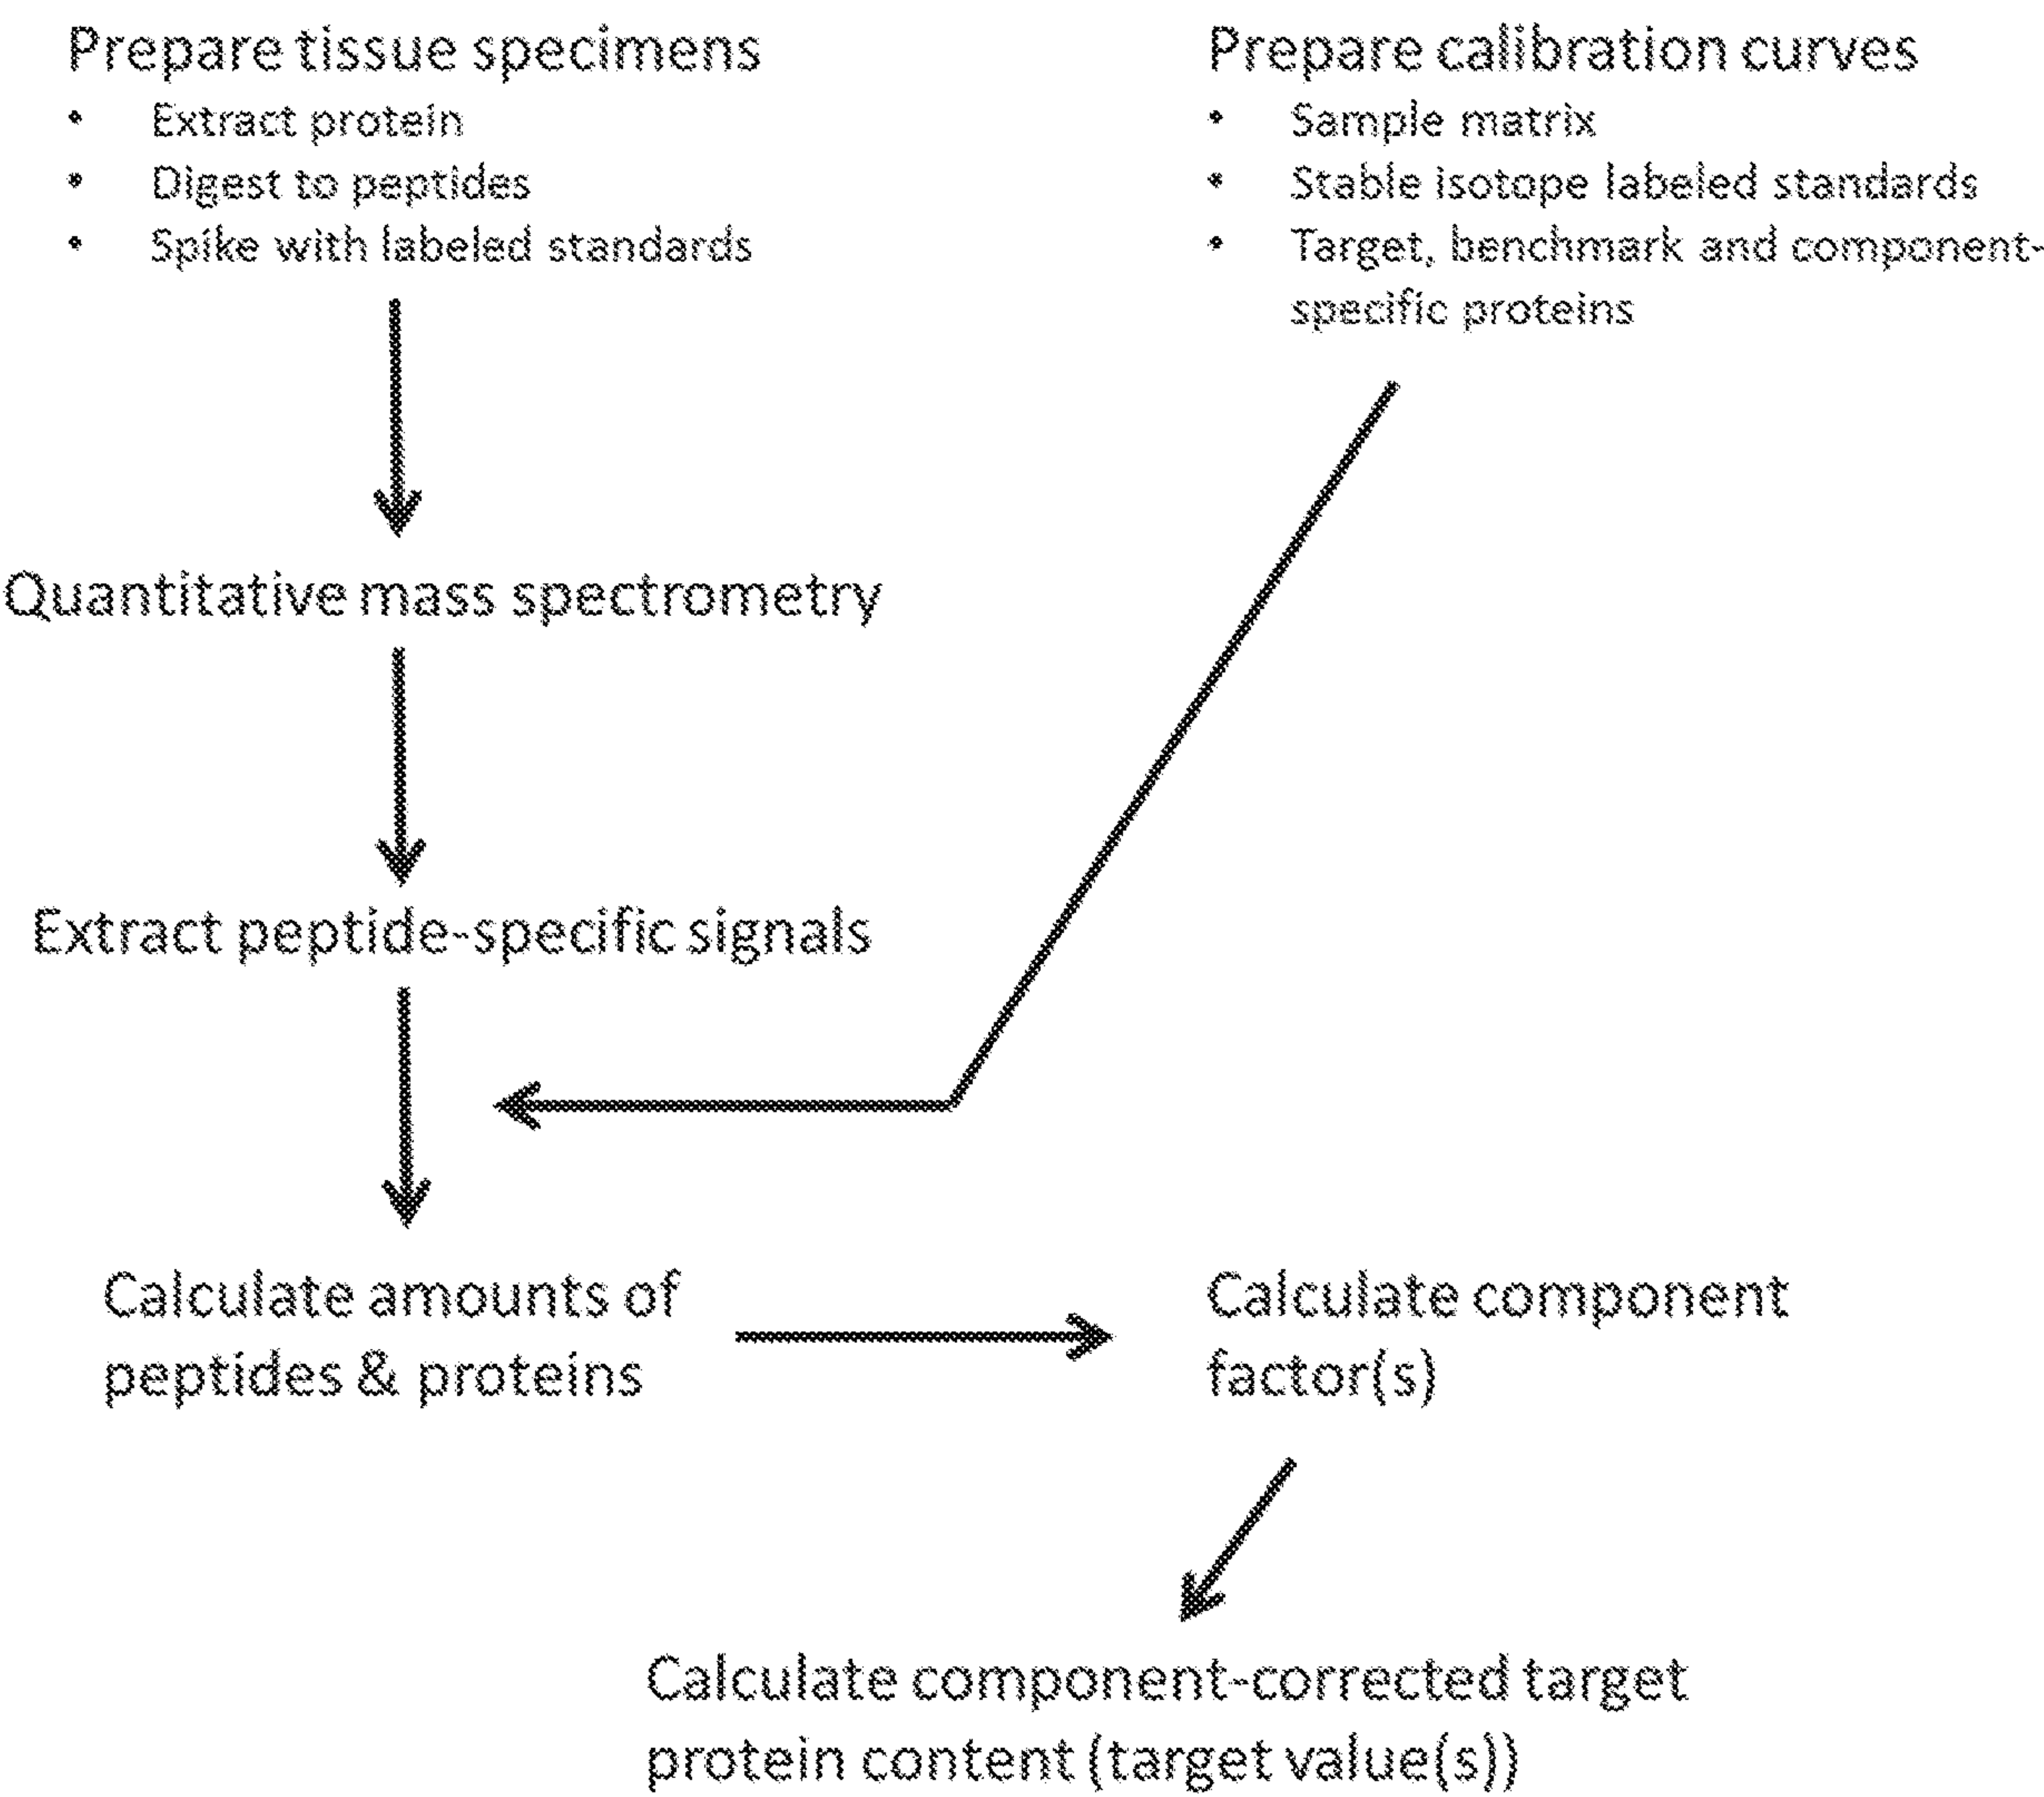 Prepare tissue specimens
• Extract protein
• Digest to peptides
• Spike with labeled standards
Prepare calibration curves
• Sample matrix
• Stable isotope labeled standards
• Target, benchmark and component-
specific proteins
Quantitative mass spectrometry
Extract peptide-specific signals
Calculate amounts of
peptides & proteins
Calculate component
factor(s)
Calculate component-corrected target
protein content (target value(s))